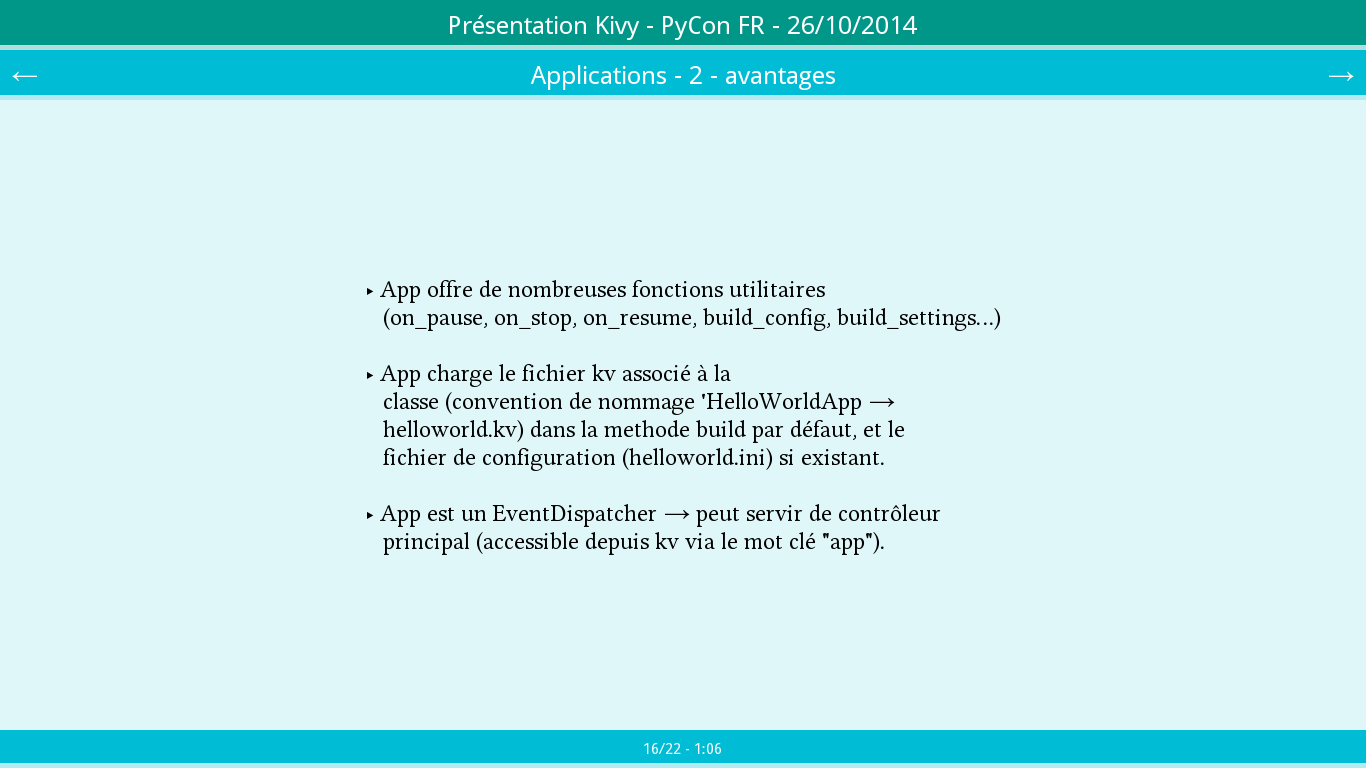 Présentation Kivy - PyCon FR - 26/10/2014
← Applications - 2 - avantages →
‣ App offre de nombreuses fonctions utilitaires
(on_pause, on_stop, on_resume, build_config, build_settings…)
‣ App charge le fichier kv associé à la
classe (convention de nommage 'HelloWorldApp →
helloworld.kv) dans la methode build par défaut, et le
fichier de configuration (helloworld.ini) si existant.
‣ App est un EventDispatcher → peut servir de contrôleur
principal (accessible depuis kv via le mot clé "app").
16/22 - 1:06